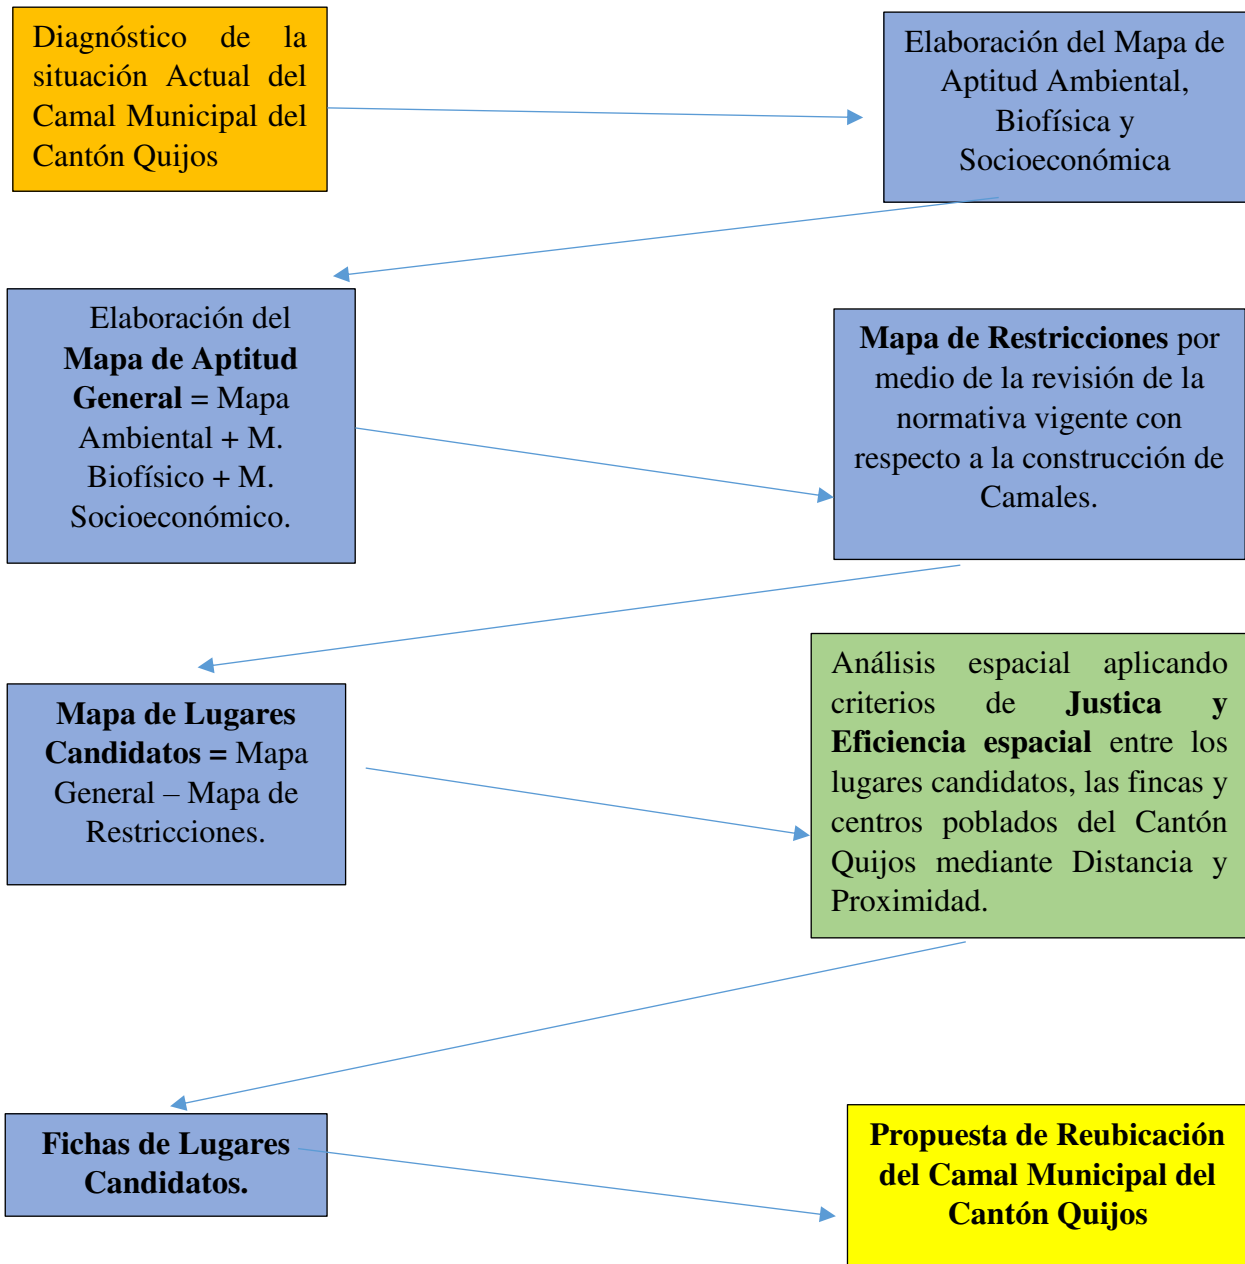 Diagnóstico de la
situación Actual del
Camal Municipal del
Cantón Quijos
Elaboración del Mapa de
Aptitud Ambiental,
Biofísica y
Socioeconómica
Elaboración del
Mapa de Aptitud
General = Mapa
Ambiental + M.
Biofísico + M.
Socioeconómico.
Mapa de Restricciones por
medio de la revisión de la
normativa vigente con
respecto a la construcción de
Camales.
Mapa de Lugares
Candidatos = Mapa
General – Mapa de
Restricciones.
Análisis espacial aplicando
criterios de Justica y
Eficiencia espacial entre los
lugares candidatos, las fincas y
centros poblados del Cantón
Quijos mediante Distancia y
Proximidad.
Fichas de Lugares
Candidatos.
Propuesta de Reubicación
del Camal Municipal del
Cantón Quijos